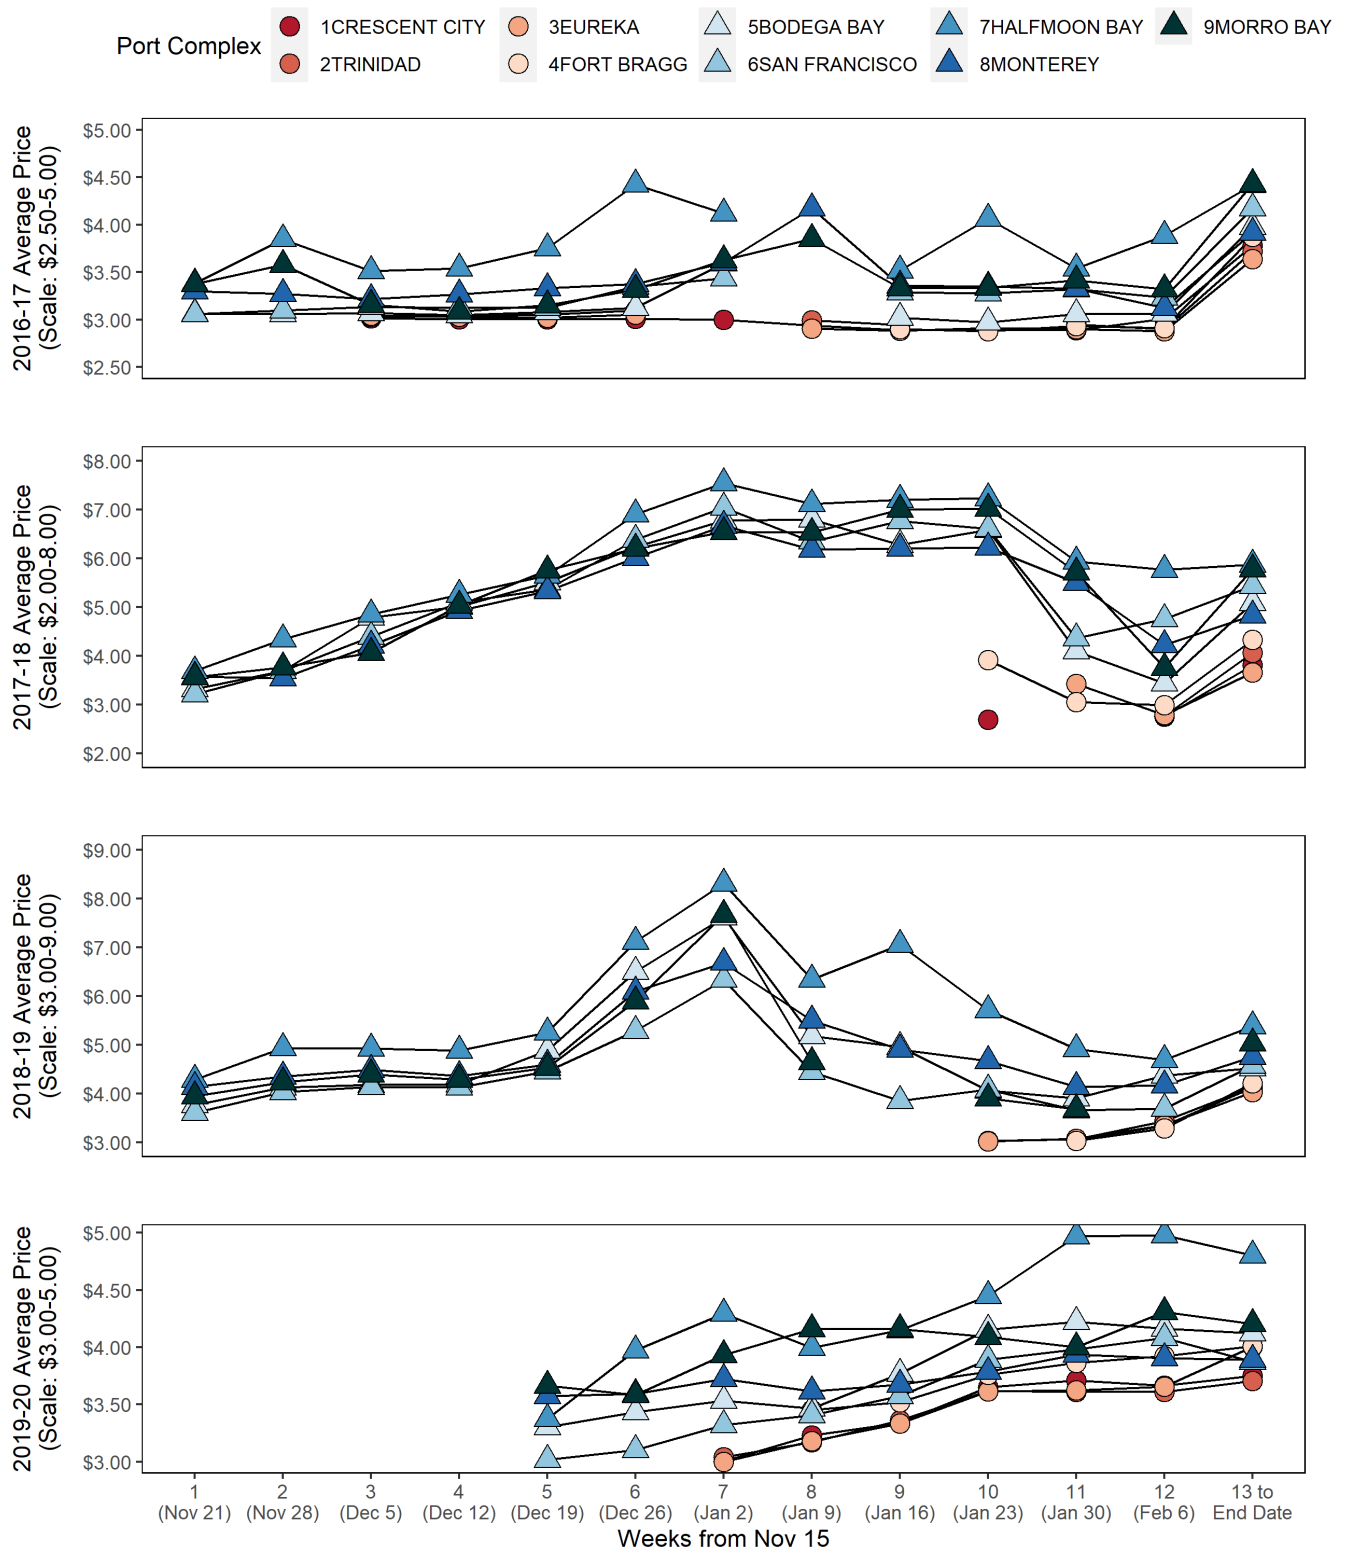 Port Complex
1CRESCENT CITY
3EUREKA
5BODEGA BAY
7HALFMOON BAY
9MORRO BAY
2TRINIDAD
4FORT BRAGG
6SAN FRANCISCO
8MONTEREY
2016-17 Average Price
(Scale: $2.50-5.00)
$5.00
$4.50
$4.00
$3.50
$3.00
$2.50
2017-18 Average Price
(Scale: $2.00-8.00)
$8.00
$7.00
$6.00
$5.00
$4.00
$3.00
$2.00
2018-19 Average Price
(Scale: $3.00-9.00)
$9.00
$8.00
$7.00
$6.00
$5.00
$4.00
$3.00
2019-20 Average Price
(Scale: $3.00-5.00)
$5.00
$4.50
$4.00
$3.50
$3.00
1
(Nov 21)
2
(Nov 28)
3
(Dec 5)
4
(Dec 12)
5
(Dec 19)
6
(Dec 26)
7
(Jan 2)
8
(Jan 9)
9
(Jan 16)
10
(Jan 23)
11
(Jan 30)
12
(Feb 6)
13 to
End Date
Weeks from Nov 15